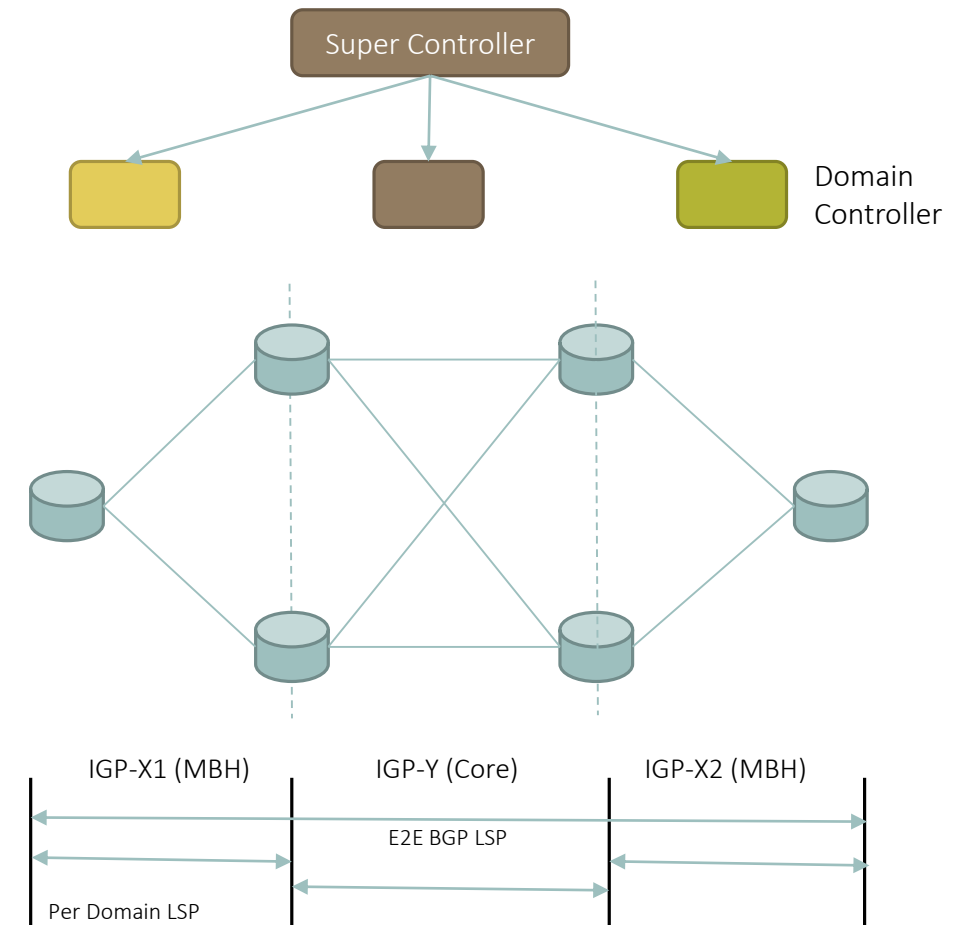 Super Controller
Domain
Controller
IGP-X1 (MBH)
IGP-Y (Core)
IGP-X2 (MBH)
E2E BGP LSP
Per Domain LSP